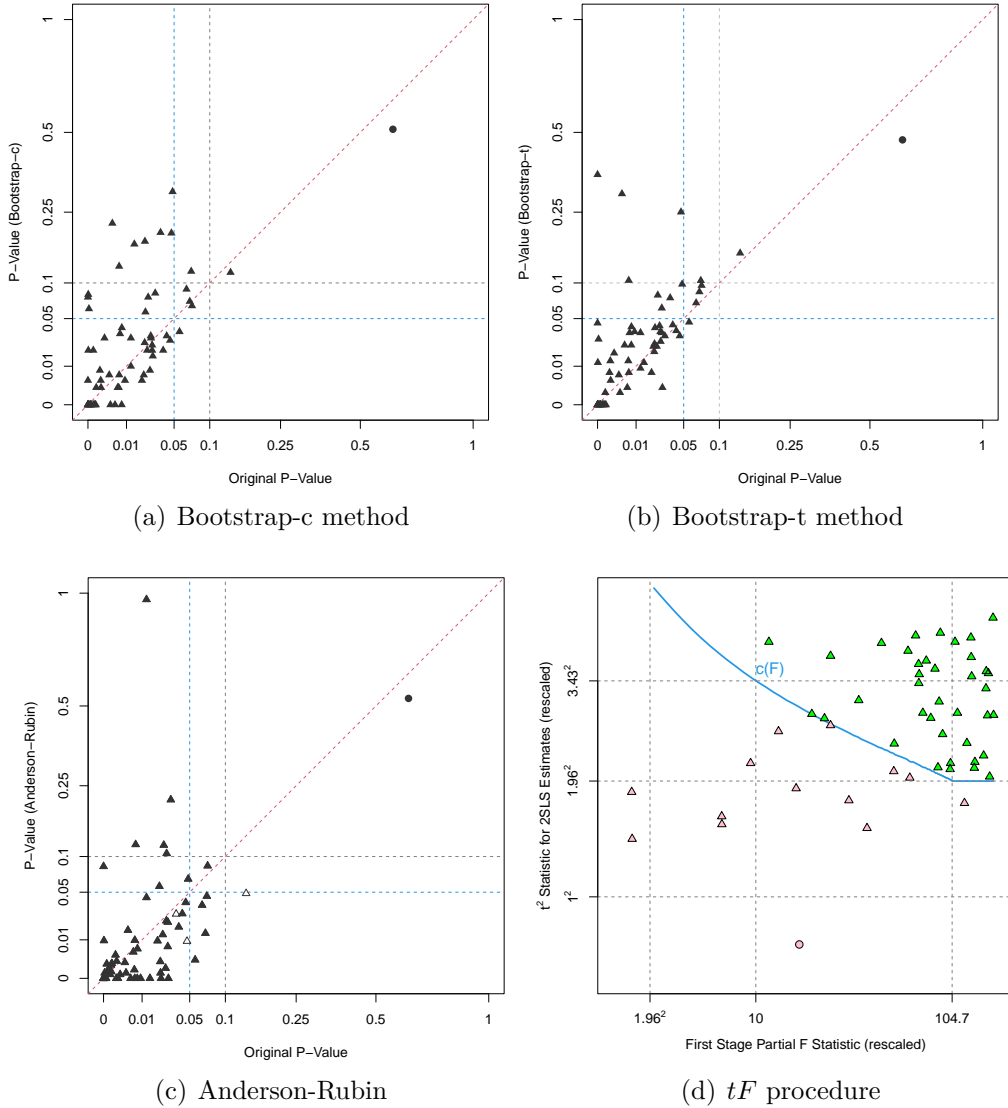 P−Value (Bootstrap−c)
1
0.5
0.25
0.1
0.05
0.01
0
0 0.01 0.05 0.1 0.25 0.5 1
Original P−Value
(a) Bootstrap-c method
P−Value (Bootstrap−t)
1
0.5
0.25
0.1
0.05
0.01
0
0 0.01 0.05 0.1 0.25 0.5 1
Original P−Value
(b) Bootstrap-t method
P−Value (Anderson−Rubin)
1
0.5
0.25
0.1
0.05
0.01
0
0 0.01 0.05 0.1 0.25 0.5 1
Original P−Value
(c) Anderson-Rubin
t² Statistic for 2SLS Estimates (rescaled)
3.43²
1.96²
1²
c(F)
1.96² 10 104.7
First Stage Partial F Statistic (rescaled)
(d) tF procedure